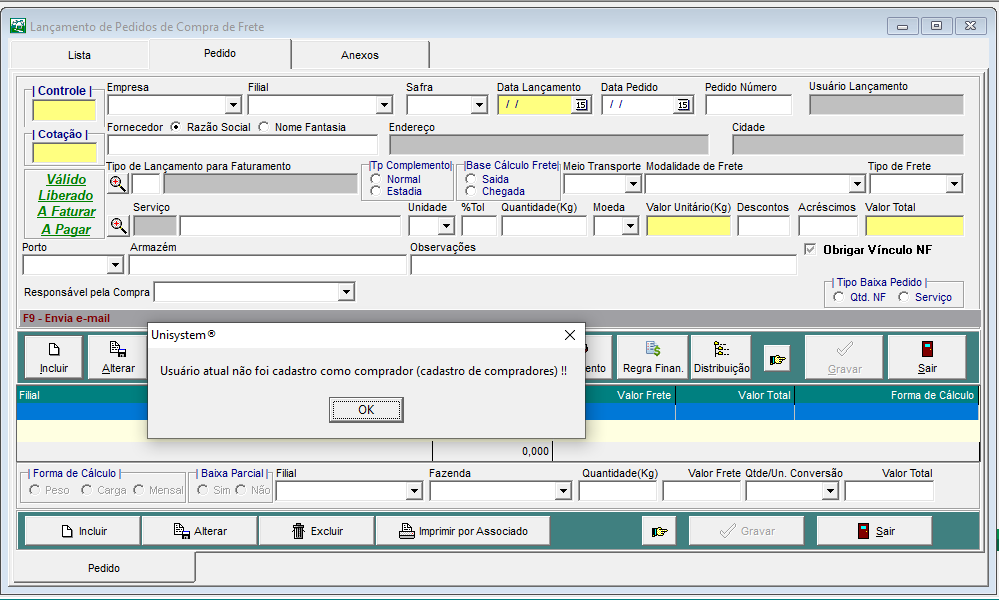 Lançamento de Pedidos de Compra de Frete
Lista Pedido Anexos
Controle Empresa Filial Safra Data Lançamento Data Pedido Pedido Número Usuário Lançamento
/ / 15 / / 15
Cotação Fornecedor Razão Social Nome Fantasia Endereço Cidade
Tipo de Lançamento para Faturamento Tp Complemento Base Cálculo Frete Meio Transporte Modalidade de Frete Tipo de Frete
Válido Normal Saida
Liberado Estadia Chegada
A Faturar Serviço Unidade %Tol Quantidade(Kg) Moeda Valor Unitário(Kg) Descontos Acréscimos Valor Total
A Pagar
Porto Armazém Observações Obrigar Vínculo NF
Responsável pela Compra Tipo Baixa Pedido
Qtd. NF Serviço
F9 - Envia e-mail
Unisystem®
Usuário atual não foi cadastro como comprador (cadastro de compradores) !!
OK
Incluir Alterar ento Regra Finan. Distribuição Gravar Sair
Filial Valor Frete Valor Total Forma de Cálculo
0,000
Forma de Cálculo Baixa Parcial Filial Fazenda Quantidade(Kg) Valor Frete Qtde/Un. Conversão Valor Total
Peso Carga Mensal Sim Não
Incluir Alterar Excluir Imprimir por Associado Gravar Sair
Pedido